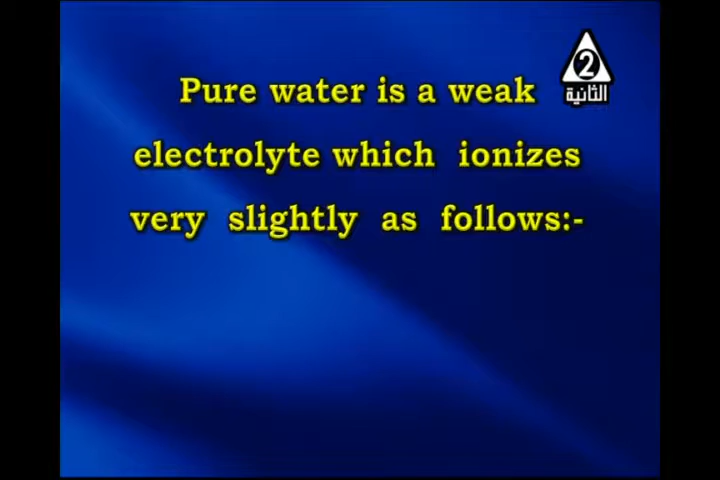 2
الثانية
Pure water is a weak
electrolyte which ionizes
very slightly as follows:-